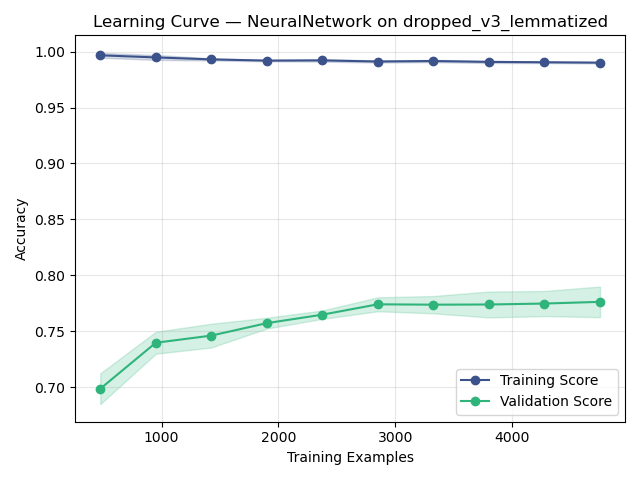 Learning Curve — NeuralNetwork on dropped_v3_lemmatized
1.00
0.95
0.90
0.85
0.80
0.75
0.70
Accuracy
1000
2000
3000
4000
Training Examples
Training Score
Validation Score